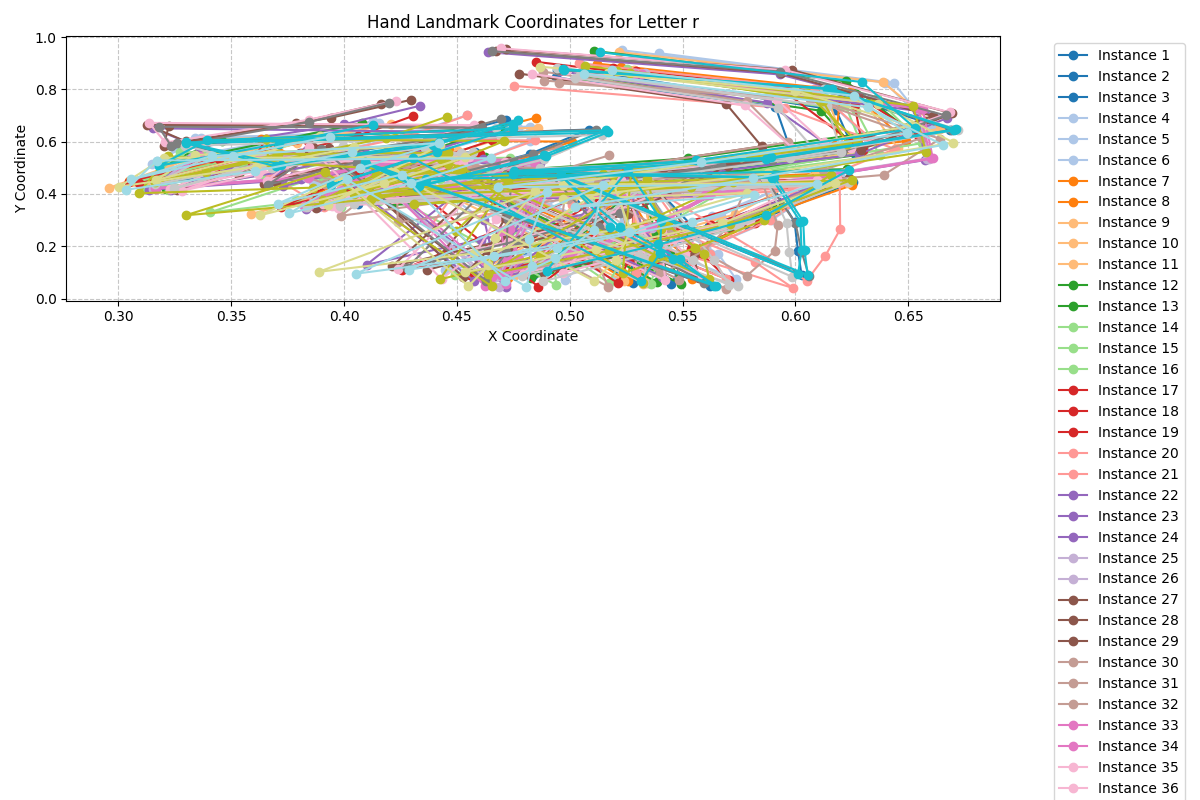 Hand Landmark Coordinates for Letter r
Y Coordinate
1.0
0.8
0.6
0.4
0.2
0.0
0.30 0.35 0.40 0.45 0.50 0.55 0.60 0.65
X Coordinate
Instance 1
Instance 2
Instance 3
Instance 4
Instance 5
Instance 6
Instance 7
Instance 8
Instance 9
Instance 10
Instance 11
Instance 12
Instance 13
Instance 14
Instance 15
Instance 16
Instance 17
Instance 18
Instance 19
Instance 20
Instance 21
Instance 22
Instance 23
Instance 24
Instance 25
Instance 26
Instance 27
Instance 28
Instance 29
Instance 30
Instance 31
Instance 32
Instance 33
Instance 34
Instance 35
Instance 36